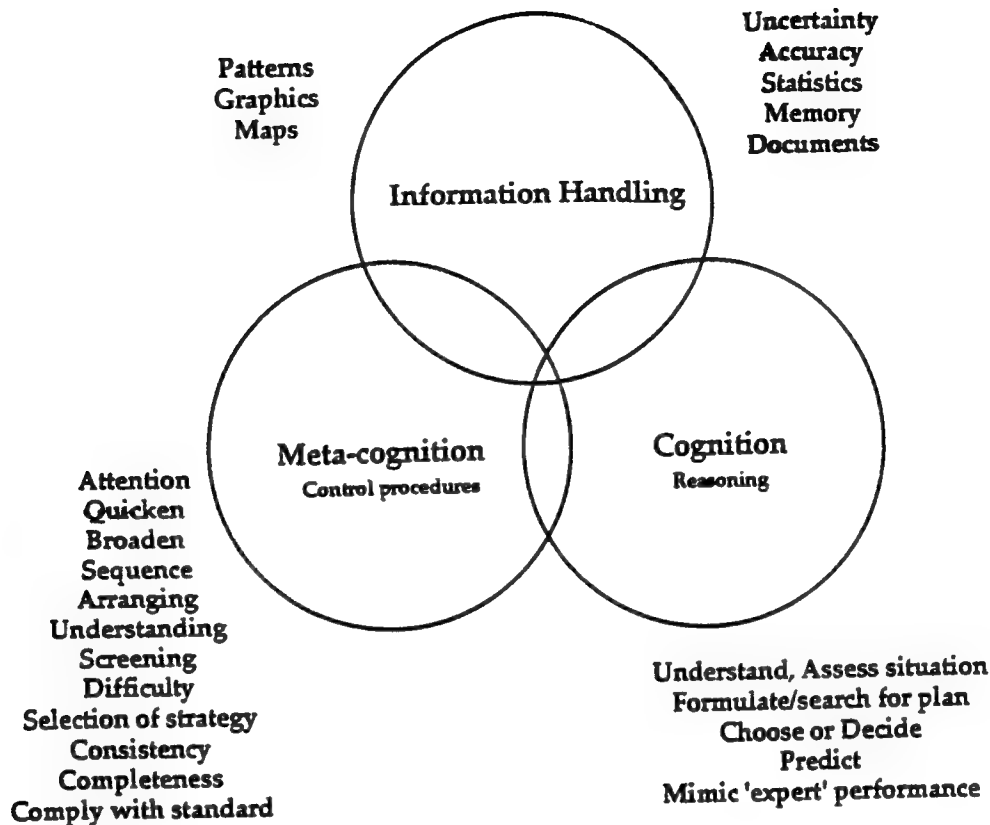 Patterns
Graphics
Maps
Uncertainty
Accuracy
Statistics
Memory
Documents
Information Handling
Meta-cognition
Control procedures
Cognition
Reasoning
Attention
Quicken
Broaden
Sequence
Arranging
Understanding
Screening
Difficulty
Selection of strategy
Consistency
Completeness
Comply with standard
Understand, Assess situation
Formulate/search for plan
Choose or Decide
Predict
Mimic 'expert' performance